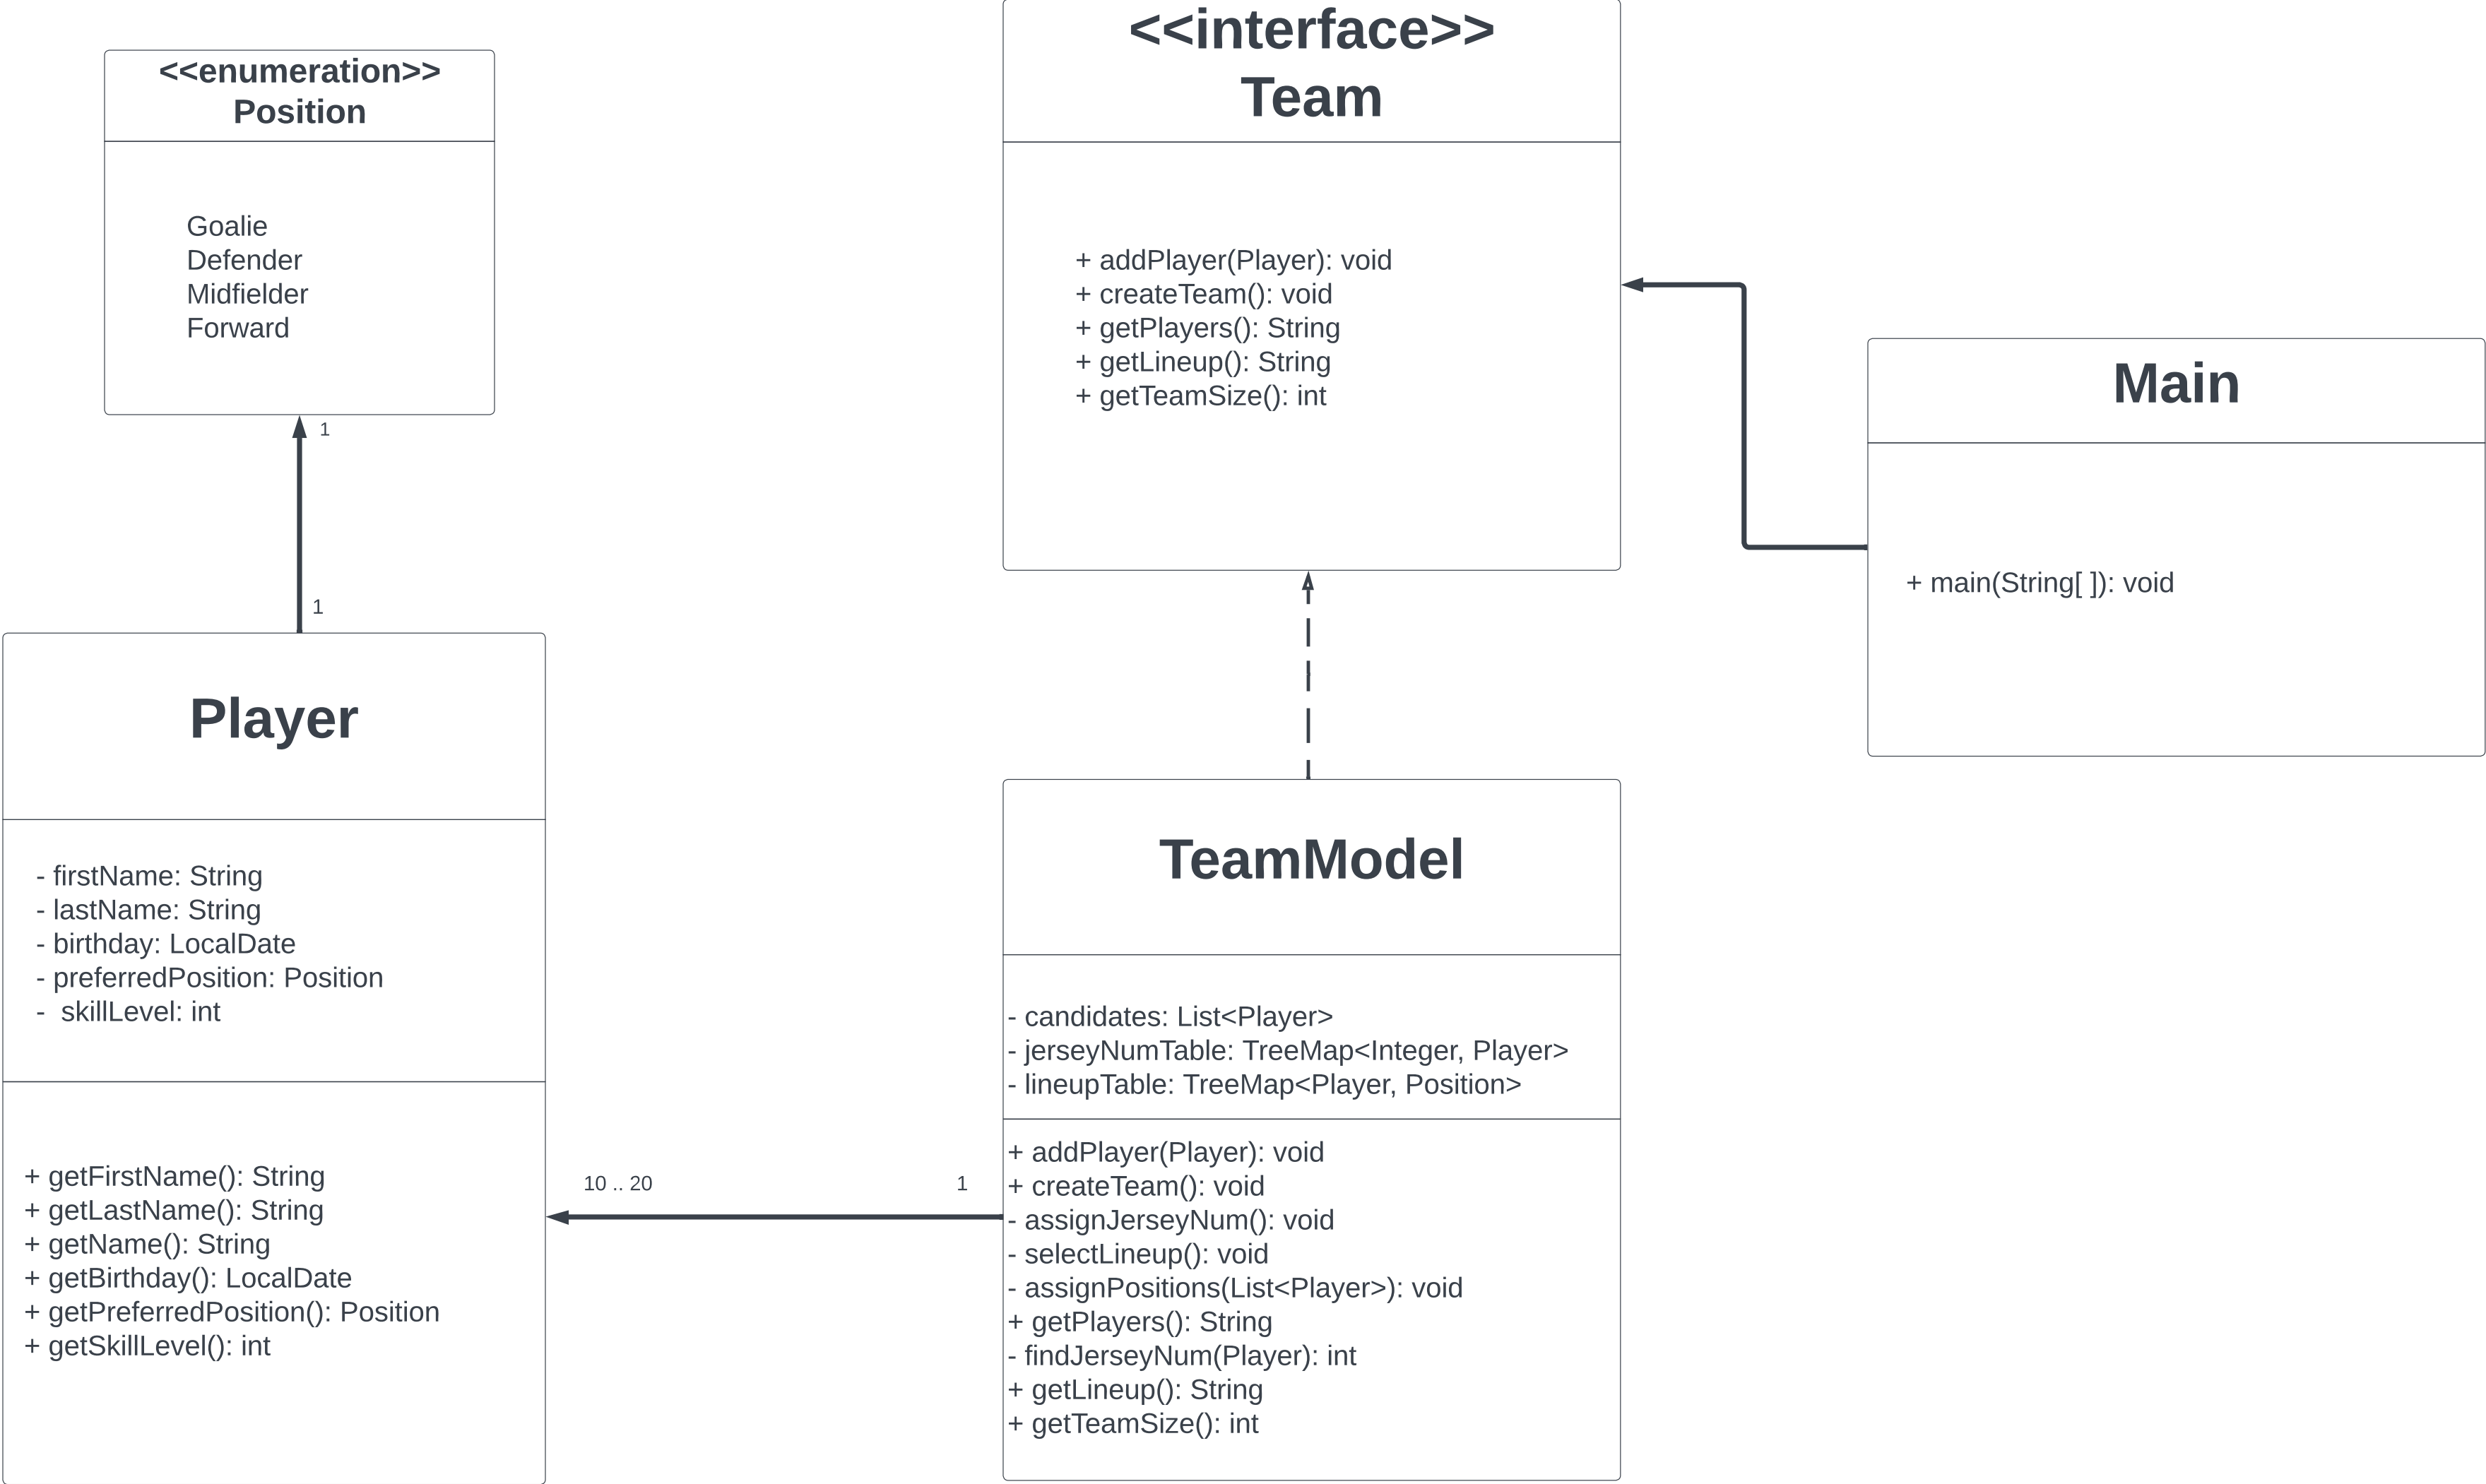 <<enumeration>>
Position
Goalie
Defender
Midfielder
Forward
1
1
Player
- firstName: String
- lastName: String
- birthday: LocalDate
- preferredPosition: Position
-  skillLevel: int
+ getFirstName(): String
+ getLastName(): String
+ getName(): String
+ getBirthday(): LocalDate
+ getPreferredPosition(): Position
+ getSkillLevel(): int
10 .. 20
1
<<interface>>
Team
+ addPlayer(Player): void
+ createTeam(): void
+ getPlayers(): String
+ getLineup(): String
+ getTeamSize(): int
TeamModel
- candidates: List<Player>
- jerseyNumTable: TreeMap<Integer, Player>
- lineupTable: TreeMap<Player, Position>
+ addPlayer(Player): void
+ createTeam(): void
- assignJerseyNum(): void
- selectLineup(): void
- assignPositions(List<Player>): void
+ getPlayers(): String
- findJerseyNum(Player): int
+ getLineup(): String
+ getTeamSize(): int
Main
+ main(String[ ]): void